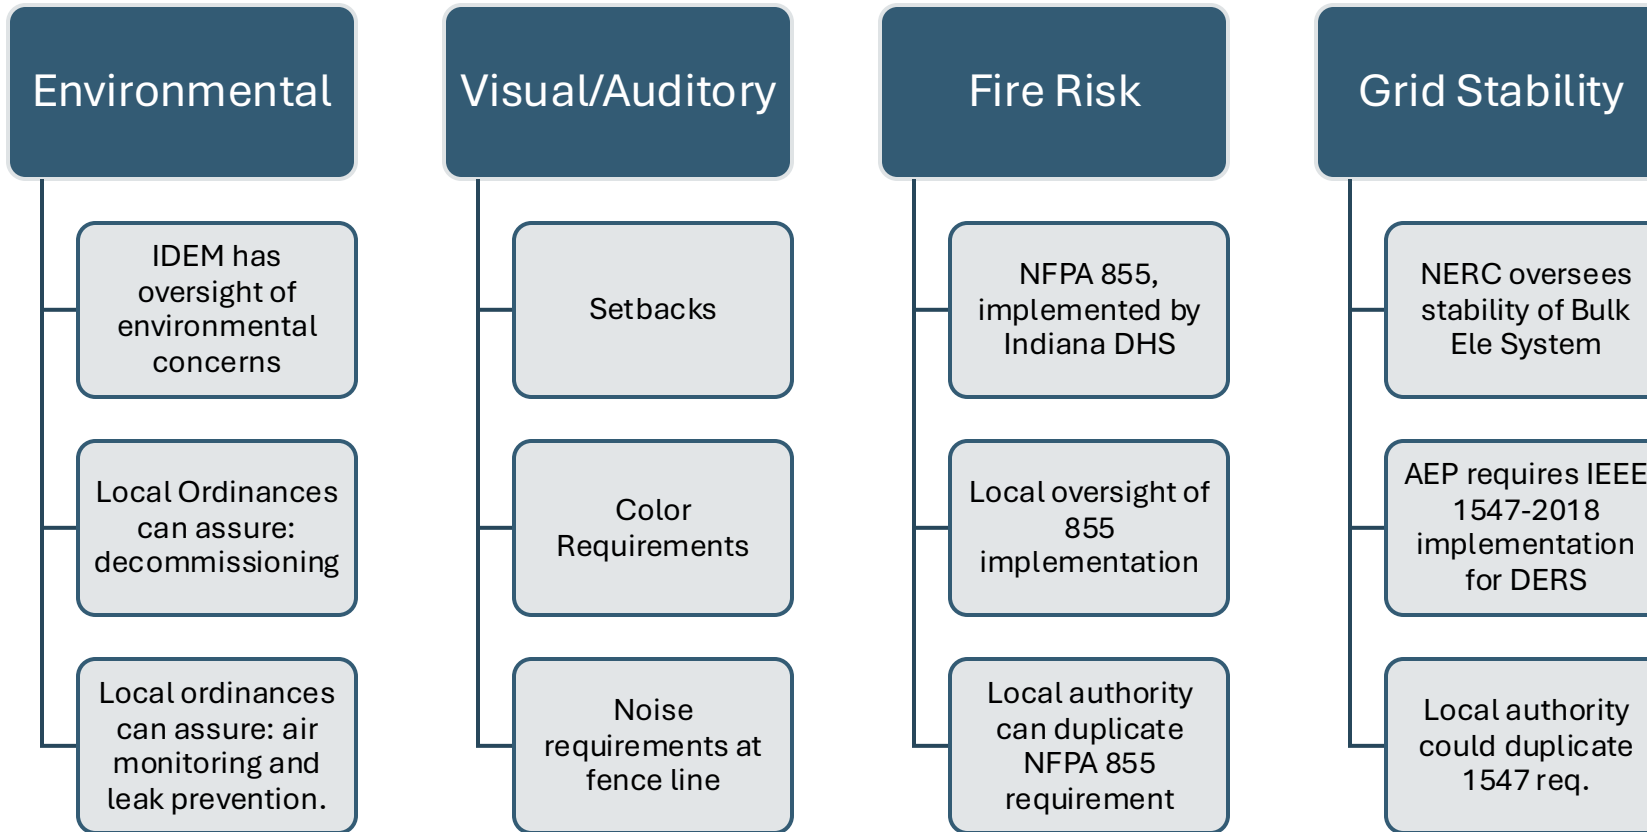 Environmental
IDEM has
oversight of
environmental
concerns
Local Ordinances
can assure:
decommissioning
Local ordinances
can assure: air
monitoring and
leak prevention.
Visual/Auditory
Setbacks
Color
Requirements
Noise
requirements at
fence line
Fire Risk
NFPA 855,
implemented by
Indiana DHS
Local oversight of
855
implementation
Local authority
can duplicate
NFPA 855
requirement
Grid Stability
NERC oversees
stability of Bulk
Ele System
AEP requires IEEE
1547-2018
implementation
for DERS
Local authority
could duplicate
1547 req.